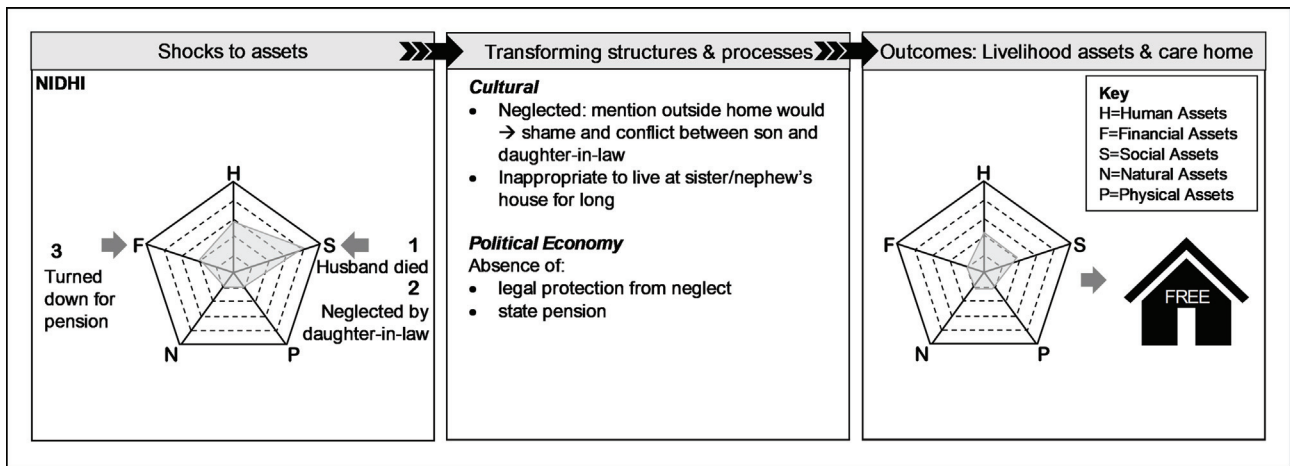 Shocks to assets
NIDHI
H
F
S
N
P
3
Turned
down for
pension
1
Husband died
2
Neglected by
daughter-in-law
Transforming structures & processes
Cultural
• Neglected: mention outside home would
→ shame and conflict between son and
daughter-in-law
• Inappropriate to live at sister/nephew's
house for long
Political Economy
Absence of:
• legal protection from neglect
• state pension
Outcomes: Livelihood assets & care home
Key
H=Human Assets
F=Financial Assets
S=Social Assets
N=Natural Assets
P=Physical Assets
H
F
S
N
P
FREE